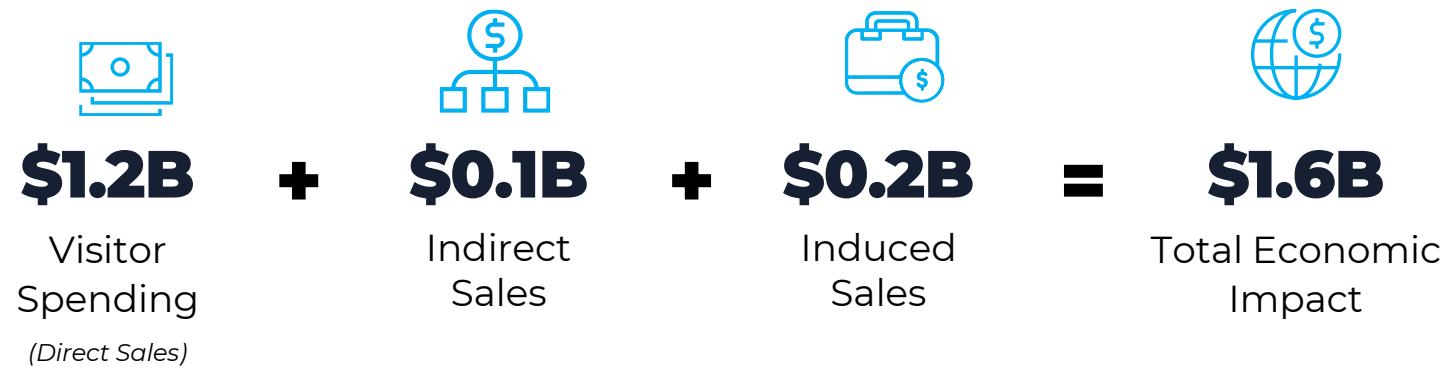 $1.2B + $0.1B + $0.2B = $1.6B
Visitor
Spending
(Direct Sales)
Indirect
Sales
Induced
Sales
Total Economic
Impact